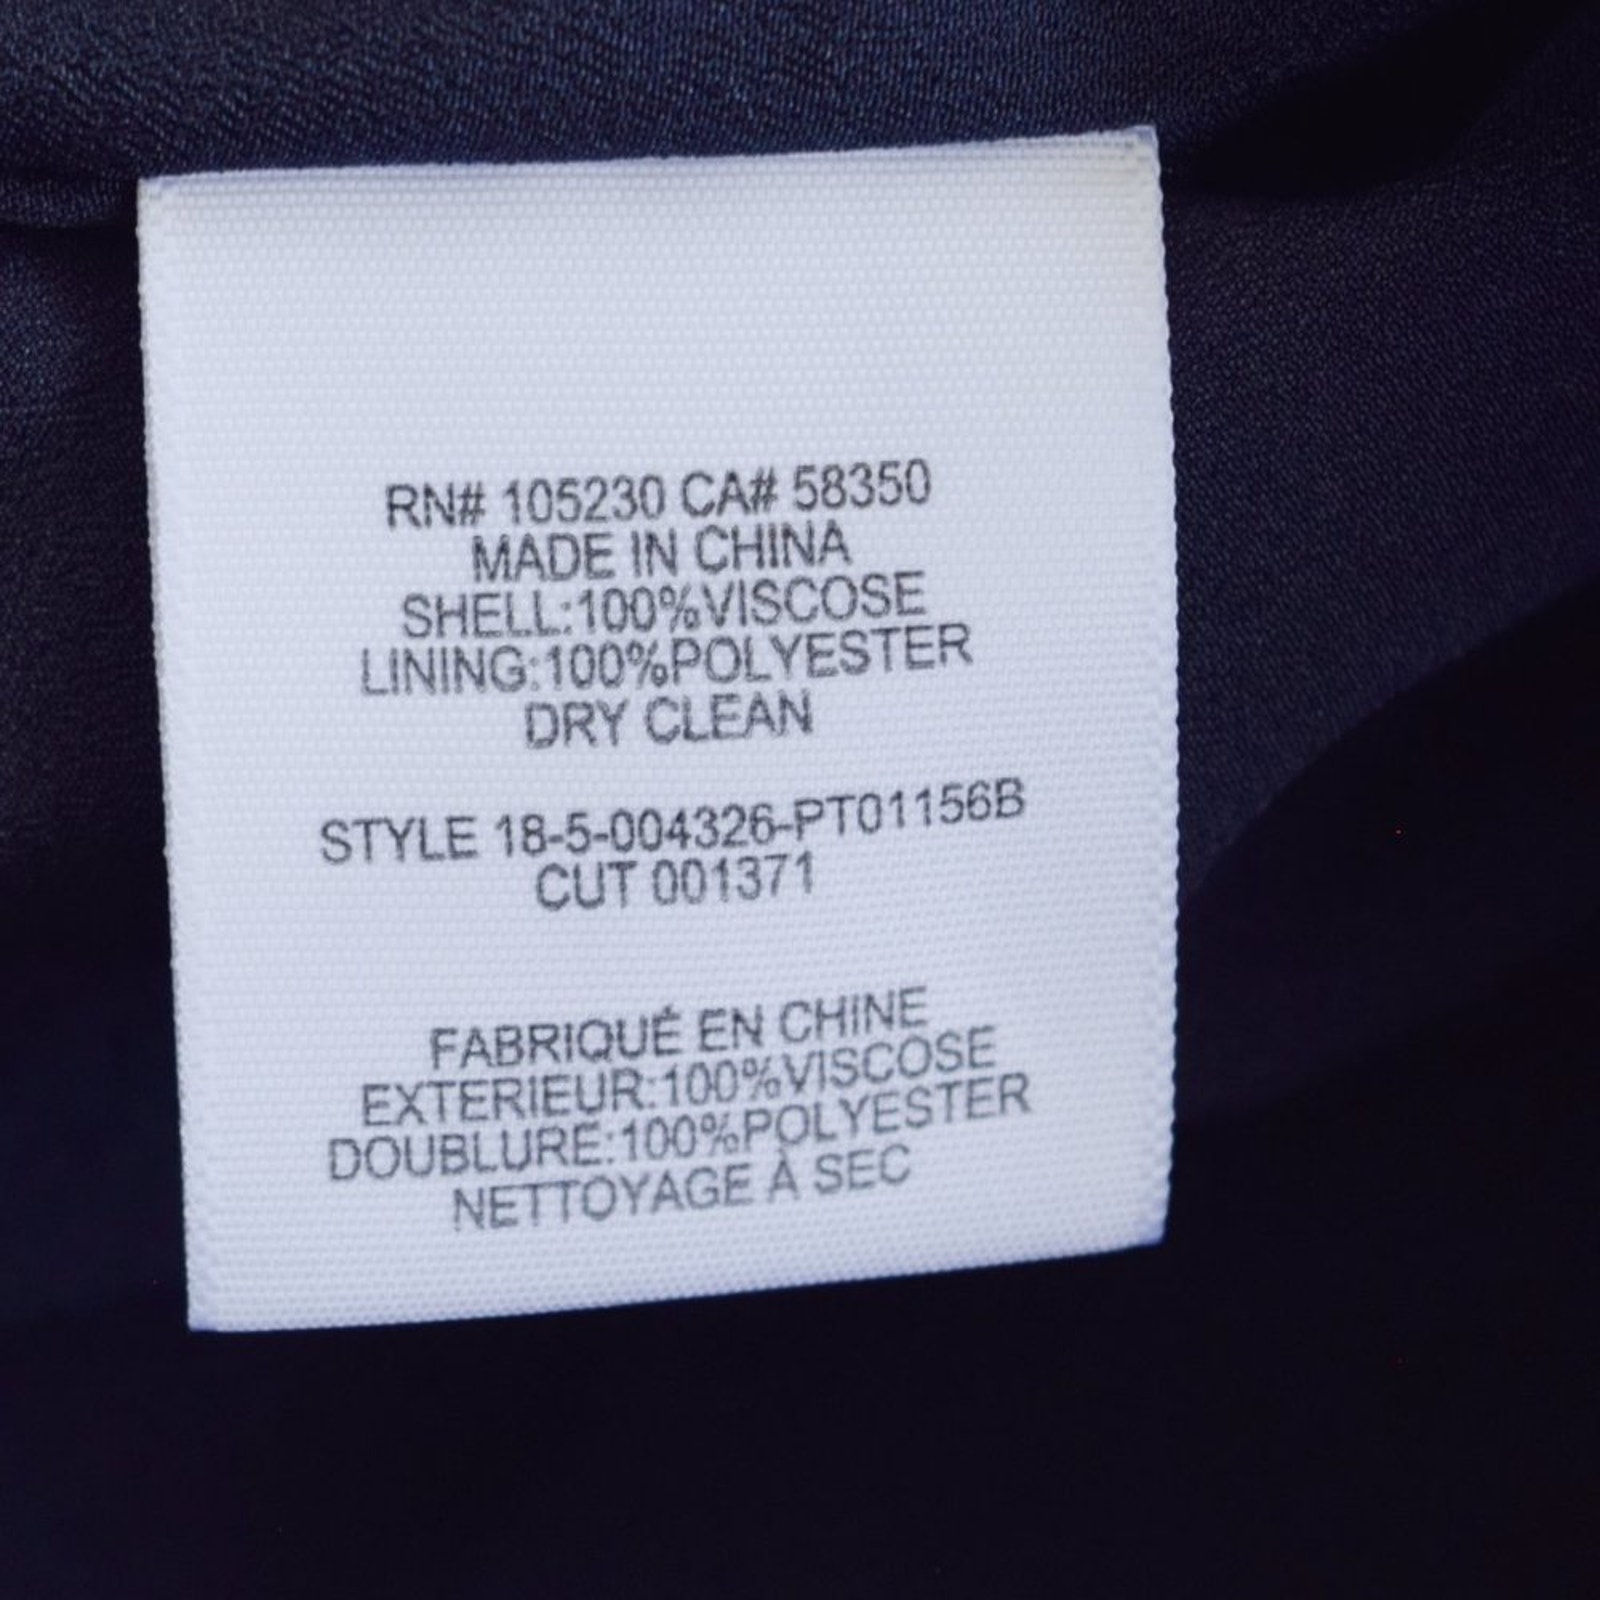 RN# 105230 CA# 58350
MADE IN CHINA
SHELL:100%VISCOSE
LINING:100%POLYESTER
DRY CLEAN
STYLE 18-5-004326-PT01156B
CUT 001371
FABRIQUÉ EN CHINE
EXTERIEUR:100%VISCOSE
DOUBLURE:100%POLYESTER
NETTOYAGE À SEC